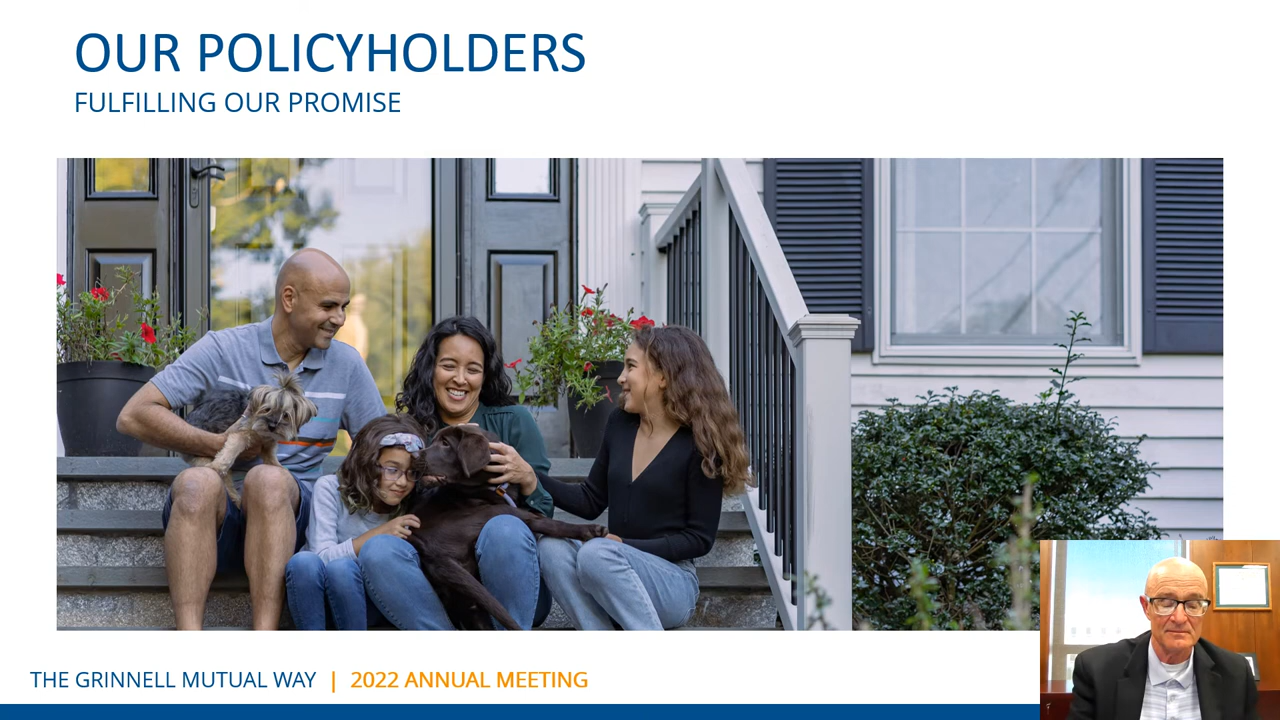 OUR POLICYHOLDERS
FULFILLING OUR PROMISE
THE GRINNELL MUTUAL WAY | 2022 ANNUAL MEETING